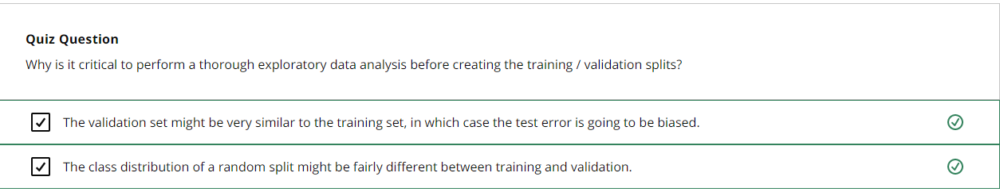 Quiz Question
Why is it critical to perform a thorough exploratory data analysis before creating the training / validation splits?
The validation set might be very similar to the training set, in which case the test error is going to be biased.
The class distribution of a random split might be fairly different between training and validation.